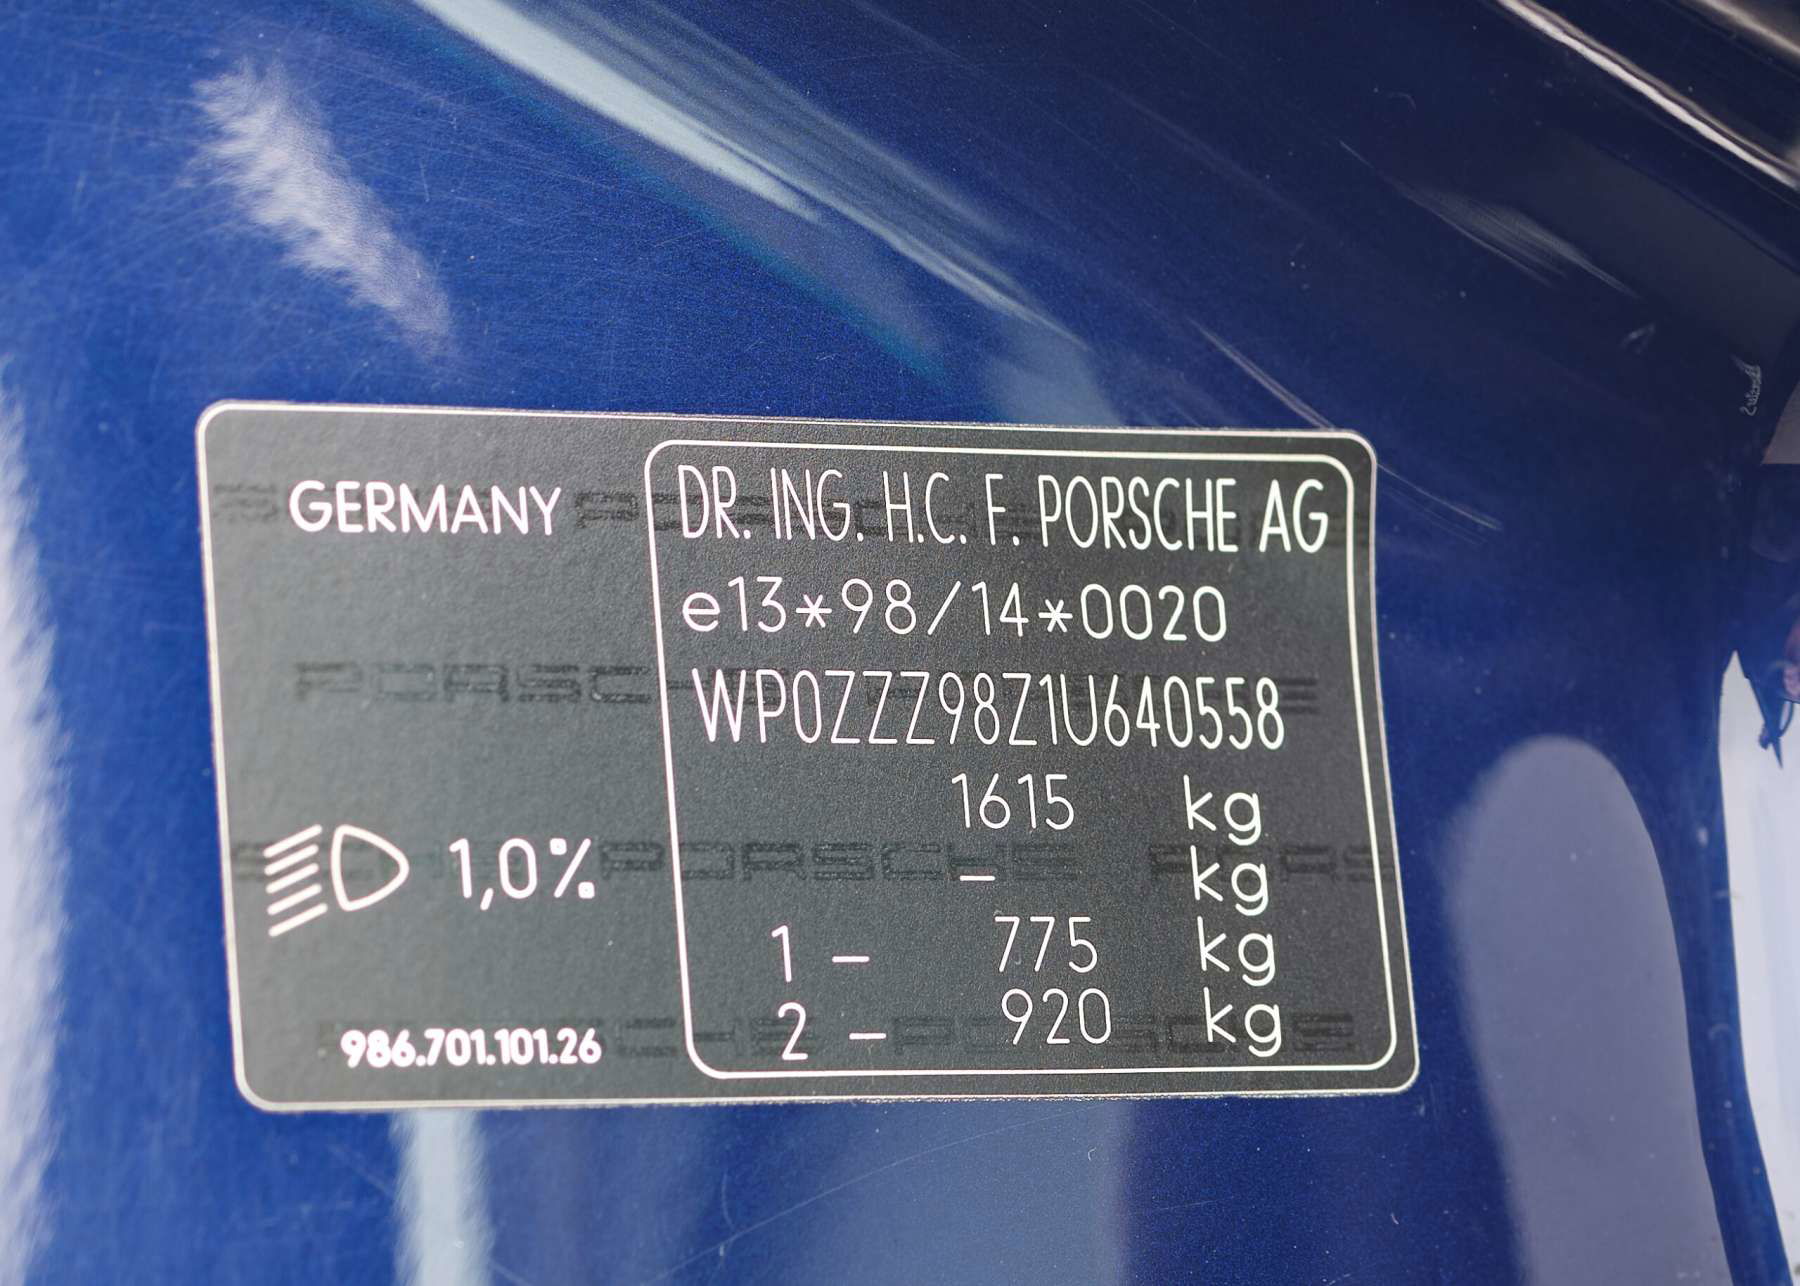 GERMANY
DR. ING. H.C. F. PORSCHE AG
e13*98/14*0020
WP0ZZZ98Z1U640558
1615 kg
– kg
1,0%
1 – 775 kg
2 – 920 kg
986.701.101.26